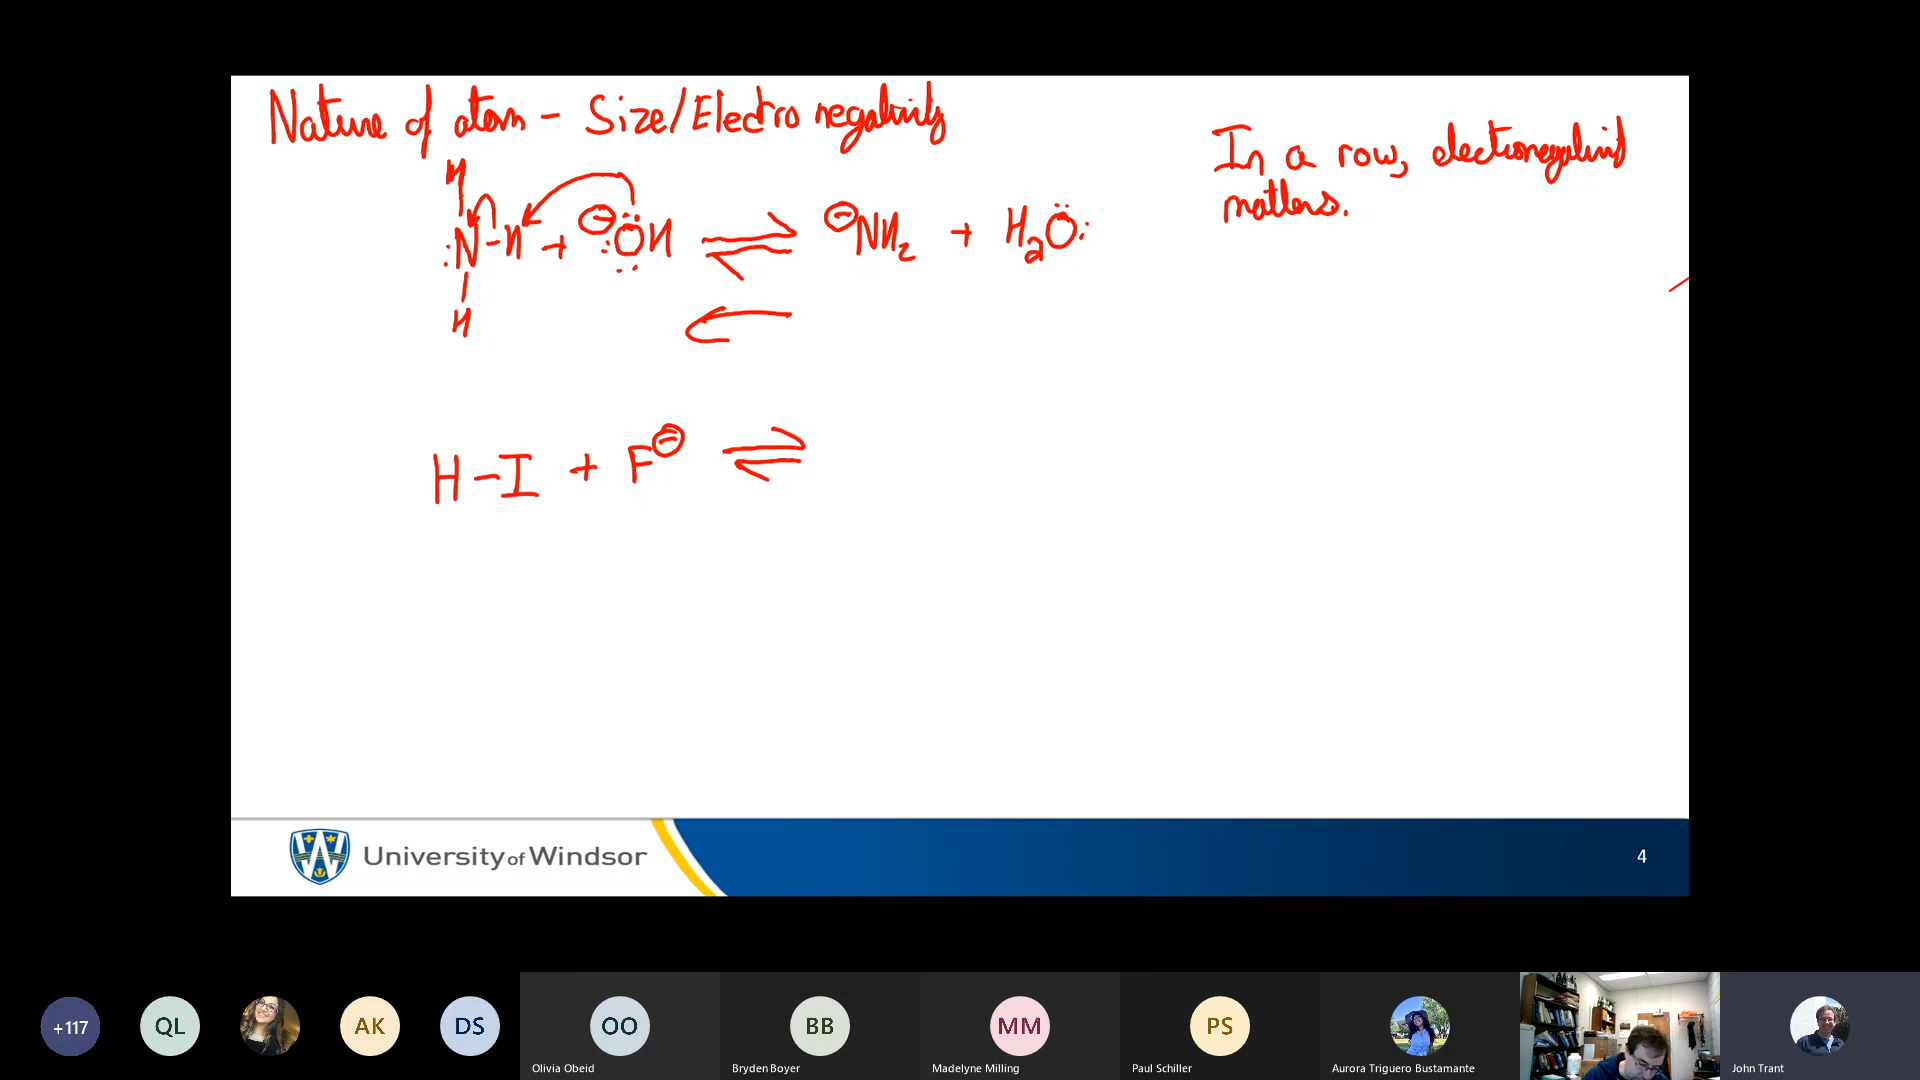 Nature of atom - Size/Electronegativity
In a row, electronegativity
matters.
H
:N-H + ⊖:ÖH ⇌ ⊖NH₂ + H₂Ö:
H
H-I + F⊖ ⇌
University of Windsor
4
+117
QL
AK
DS
OO
BB
MM
PS
Olivia Obeid
Bryden Boyer
Madelyne Milling
Paul Schiller
Aurora Triguero Bustamante
John Trant